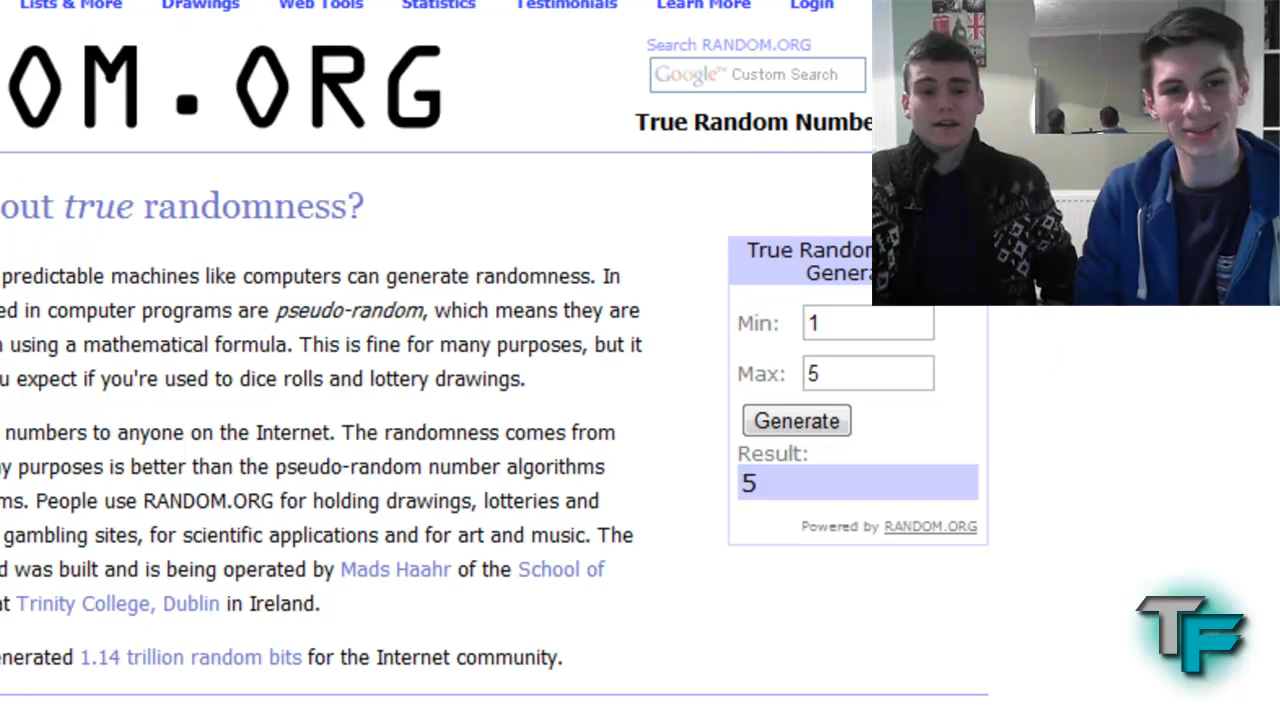 Lists & More Drawings Web Tools Statistics Testimonials Learn More Login
OM.ORG
Search RANDOM.ORG
Google™ Custom Search
True Random Numbe
out true randomness?
predictable machines like computers can generate randomness. In
ed in computer programs are pseudo-random, which means they are
n using a mathematical formula. This is fine for many purposes, but it
u expect if you're used to dice rolls and lottery drawings.
numbers to anyone on the Internet. The randomness comes from
ny purposes is better than the pseudo-random number algorithms
ms. People use RANDOM.ORG for holding drawings, lotteries and
gambling sites, for scientific applications and for art and music. The
d was built and is being operated by Mads Haahr of the School of
at Trinity College, Dublin in Ireland.
enerated 1.14 trillion random bits for the Internet community.
True Random
Genera
Min: 1
Max: 5
Generate
Result:
5
Powered by RANDOM.ORG
TF